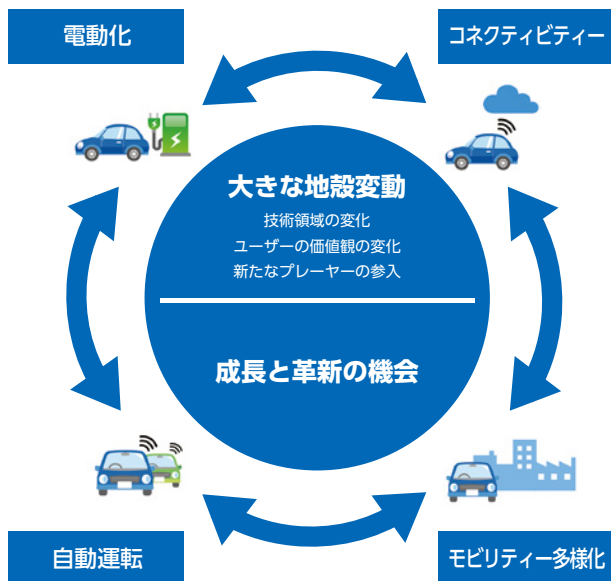 電動化
コネクティビティー
大きな地殻変動
技術領域の変化
ユーザーの価値観の変化
新たなプレーヤーの参入
成長と革新の機会
自動運転
モビリティー多様化